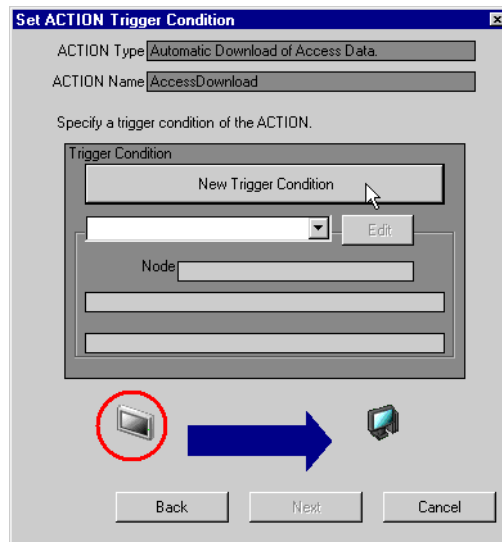 Set ACTION Trigger Condition
ACTION Type Automatic Download of Access Data.
ACTION Name AccessDownload
Specify a trigger condition of the ACTION.
Trigger Condition
New Trigger Condition
Edit
Node
Back Next Cancel